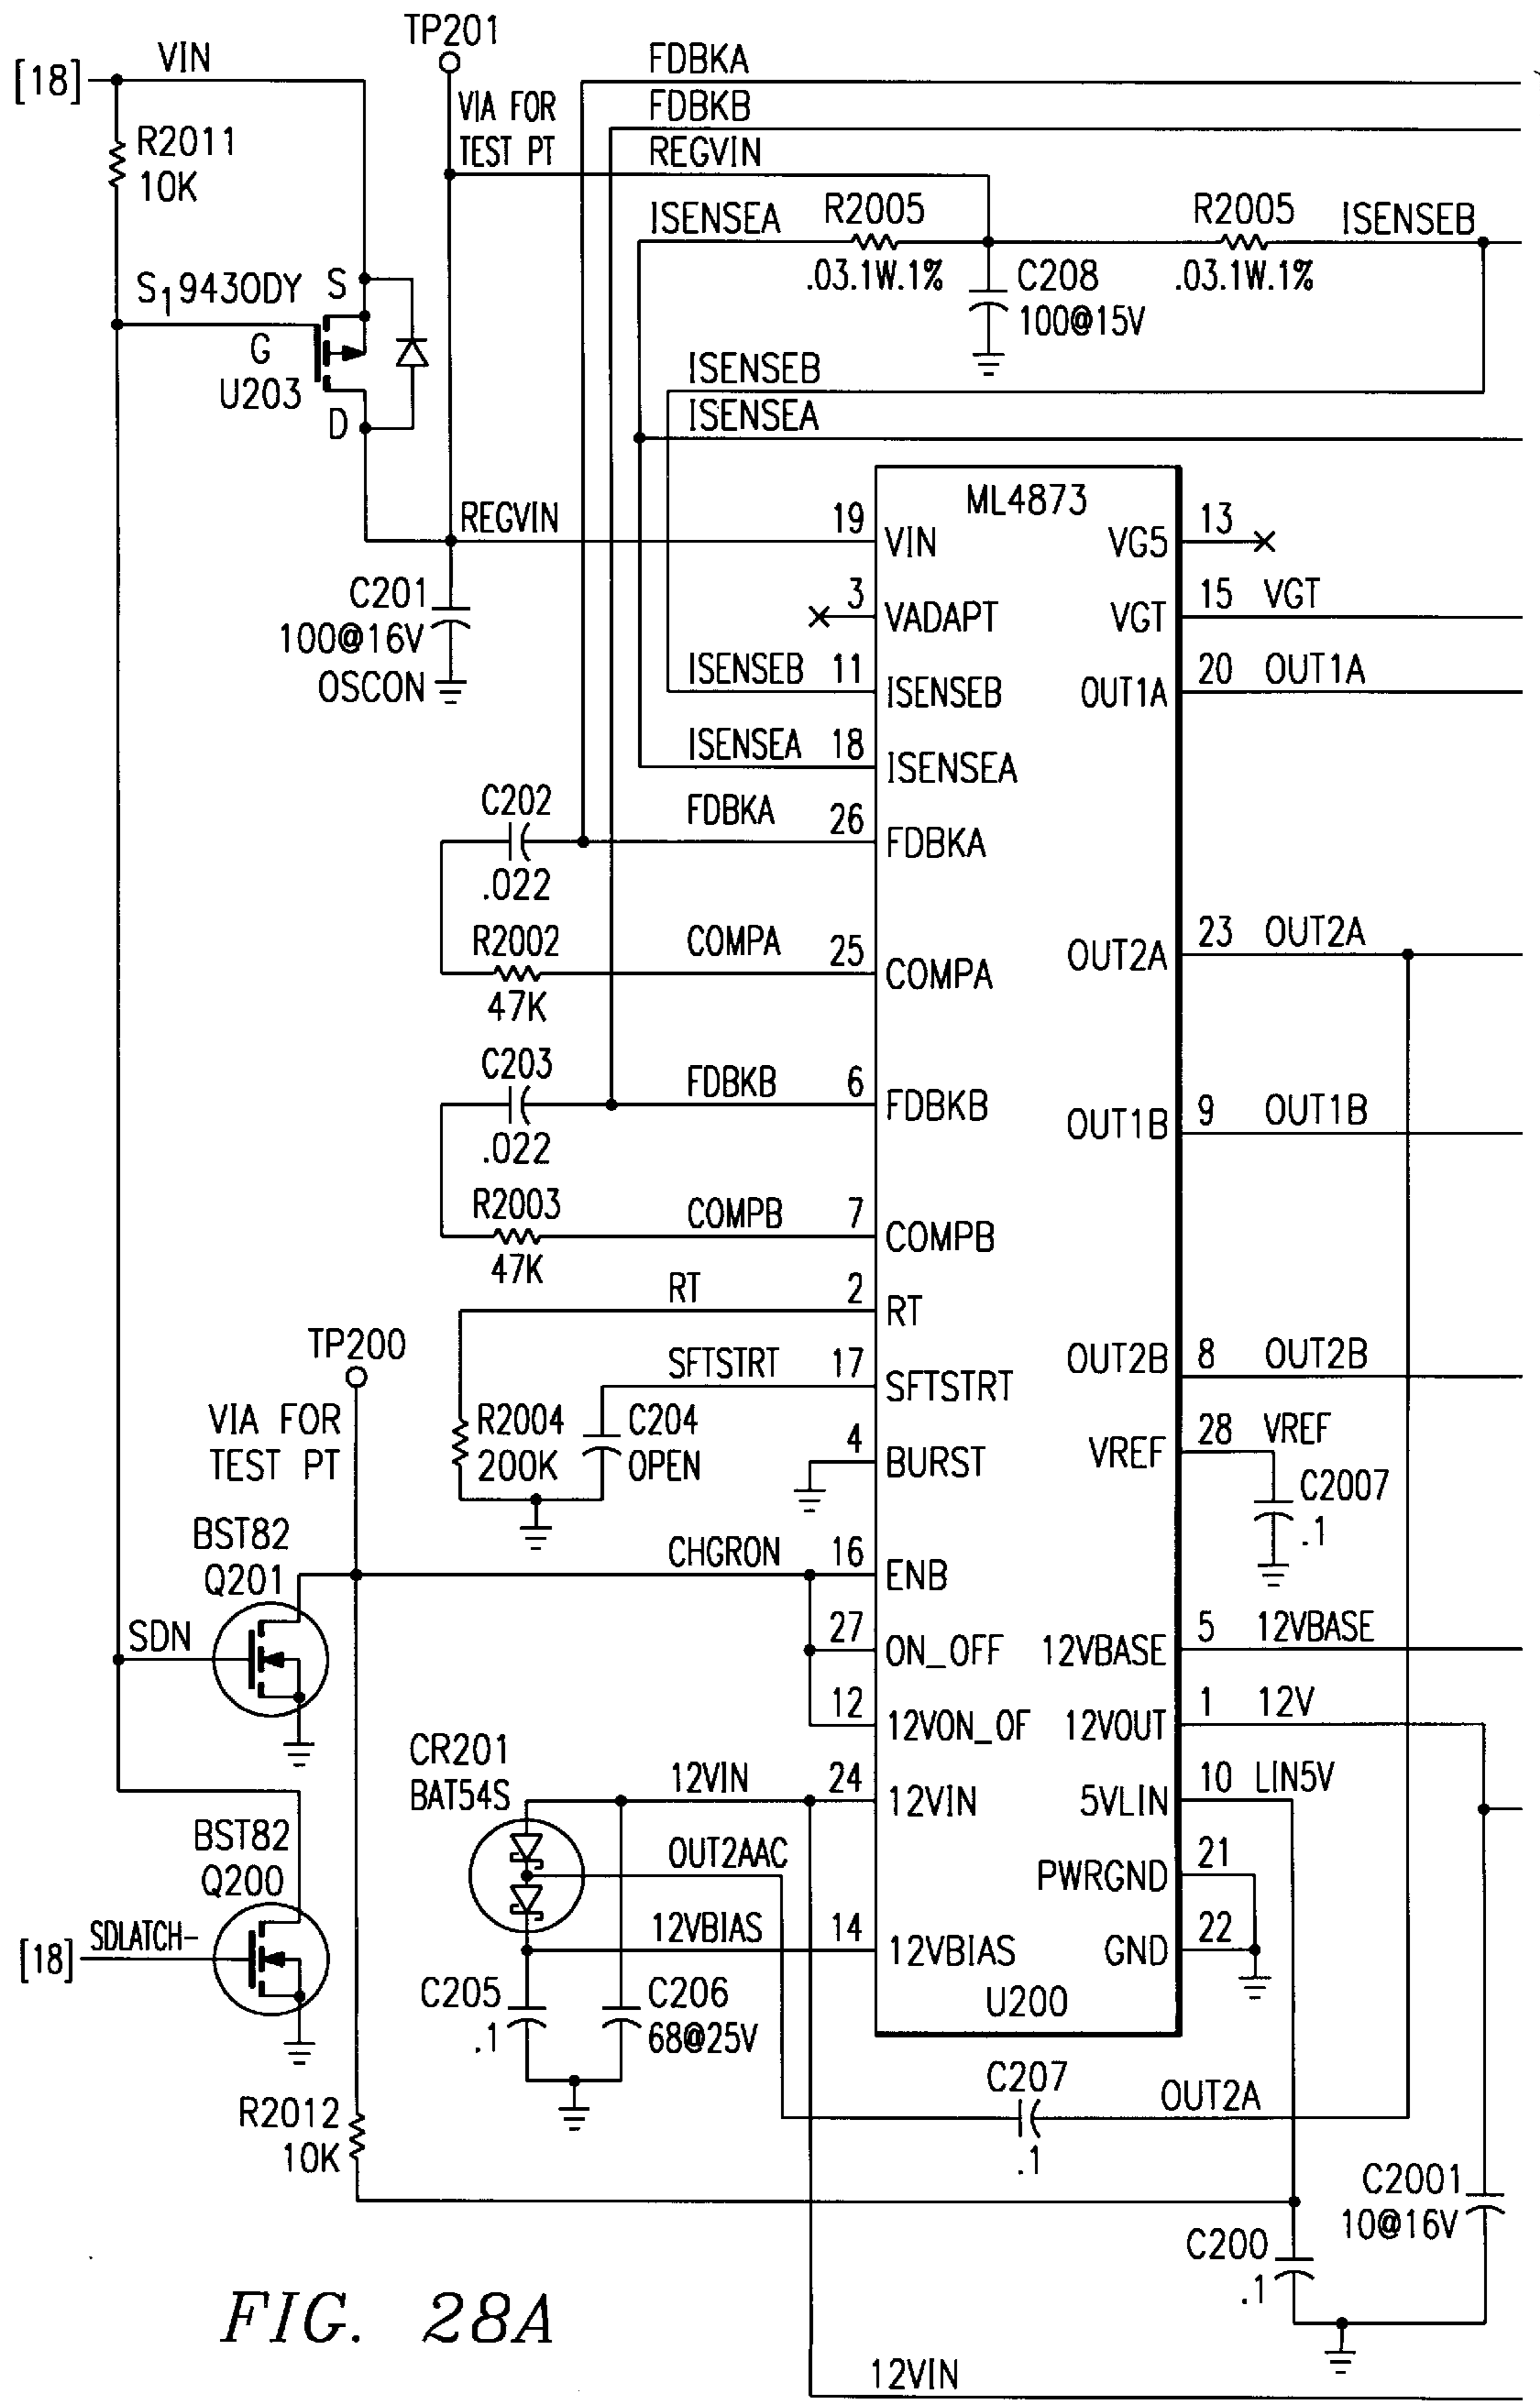 TP201
[18] VIN
FDBKA
FDBKB
VIA FOR
TEST PT
REGVIN
R2011
10K
ISENSEA
R2005
.03.1W.1%
R2005
.03.1W.1%
ISENSEB
C208
100@15V
S₁9430DY
S
G
U203
D
ISENSEB
ISENSEA
ML4873
REGVIN
19 VIN
VG5 13
C201
100@16V
OSCON
3 VADAPT
VGT 15 VGT
ISENSEB 11 ISENSEB
OUT1A 20 OUT1A
ISENSEA 18 ISENSEA
C202
.022
FDBKA 26 FDBKA
R2002
47K
COMPA 25 COMPA
OUT2A 23 OUT2A
C203
.022
FDBKB 6 FDBKB
OUT1B 9 OUT1B
R2003
47K
COMPB 7 COMPB
RT 2 RT
TP200
VIA FOR
TEST PT
SFTSTRT 17 SFTSTRT
OUT2B 8 OUT2B
R2004
200K
C204
OPEN
4 BURST
VREF 28 VREF
C2007
.1
BST82
Q201
CHGRON 16 ENB
SDN
27 ON_OFF
12VBASE 5 12VBASE
12 12VON_OF
12VOUT 1 12V
CR201
BAT54S
12VIN 24 12VIN
5VLIN 10 LIN5V
BST82
Q200
OUT2AAC
PWRGND 21
[18] SDLATCH-
12VBIAS 14 12VBIAS
GND 22
C205
.1
C206
68@25V
U200
C207
.1
OUT2A
R2012
10K
C2001
10@16V
C200
.1
FIG. 28A
12VIN